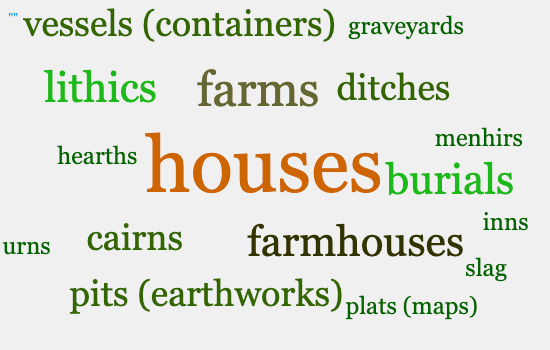 "" vessels (containers) graveyards
lithics farms ditches
menhirs
hearths houses
burials
inns
urns cairns farmhouses
slag
pits (earthworks) plats (maps)